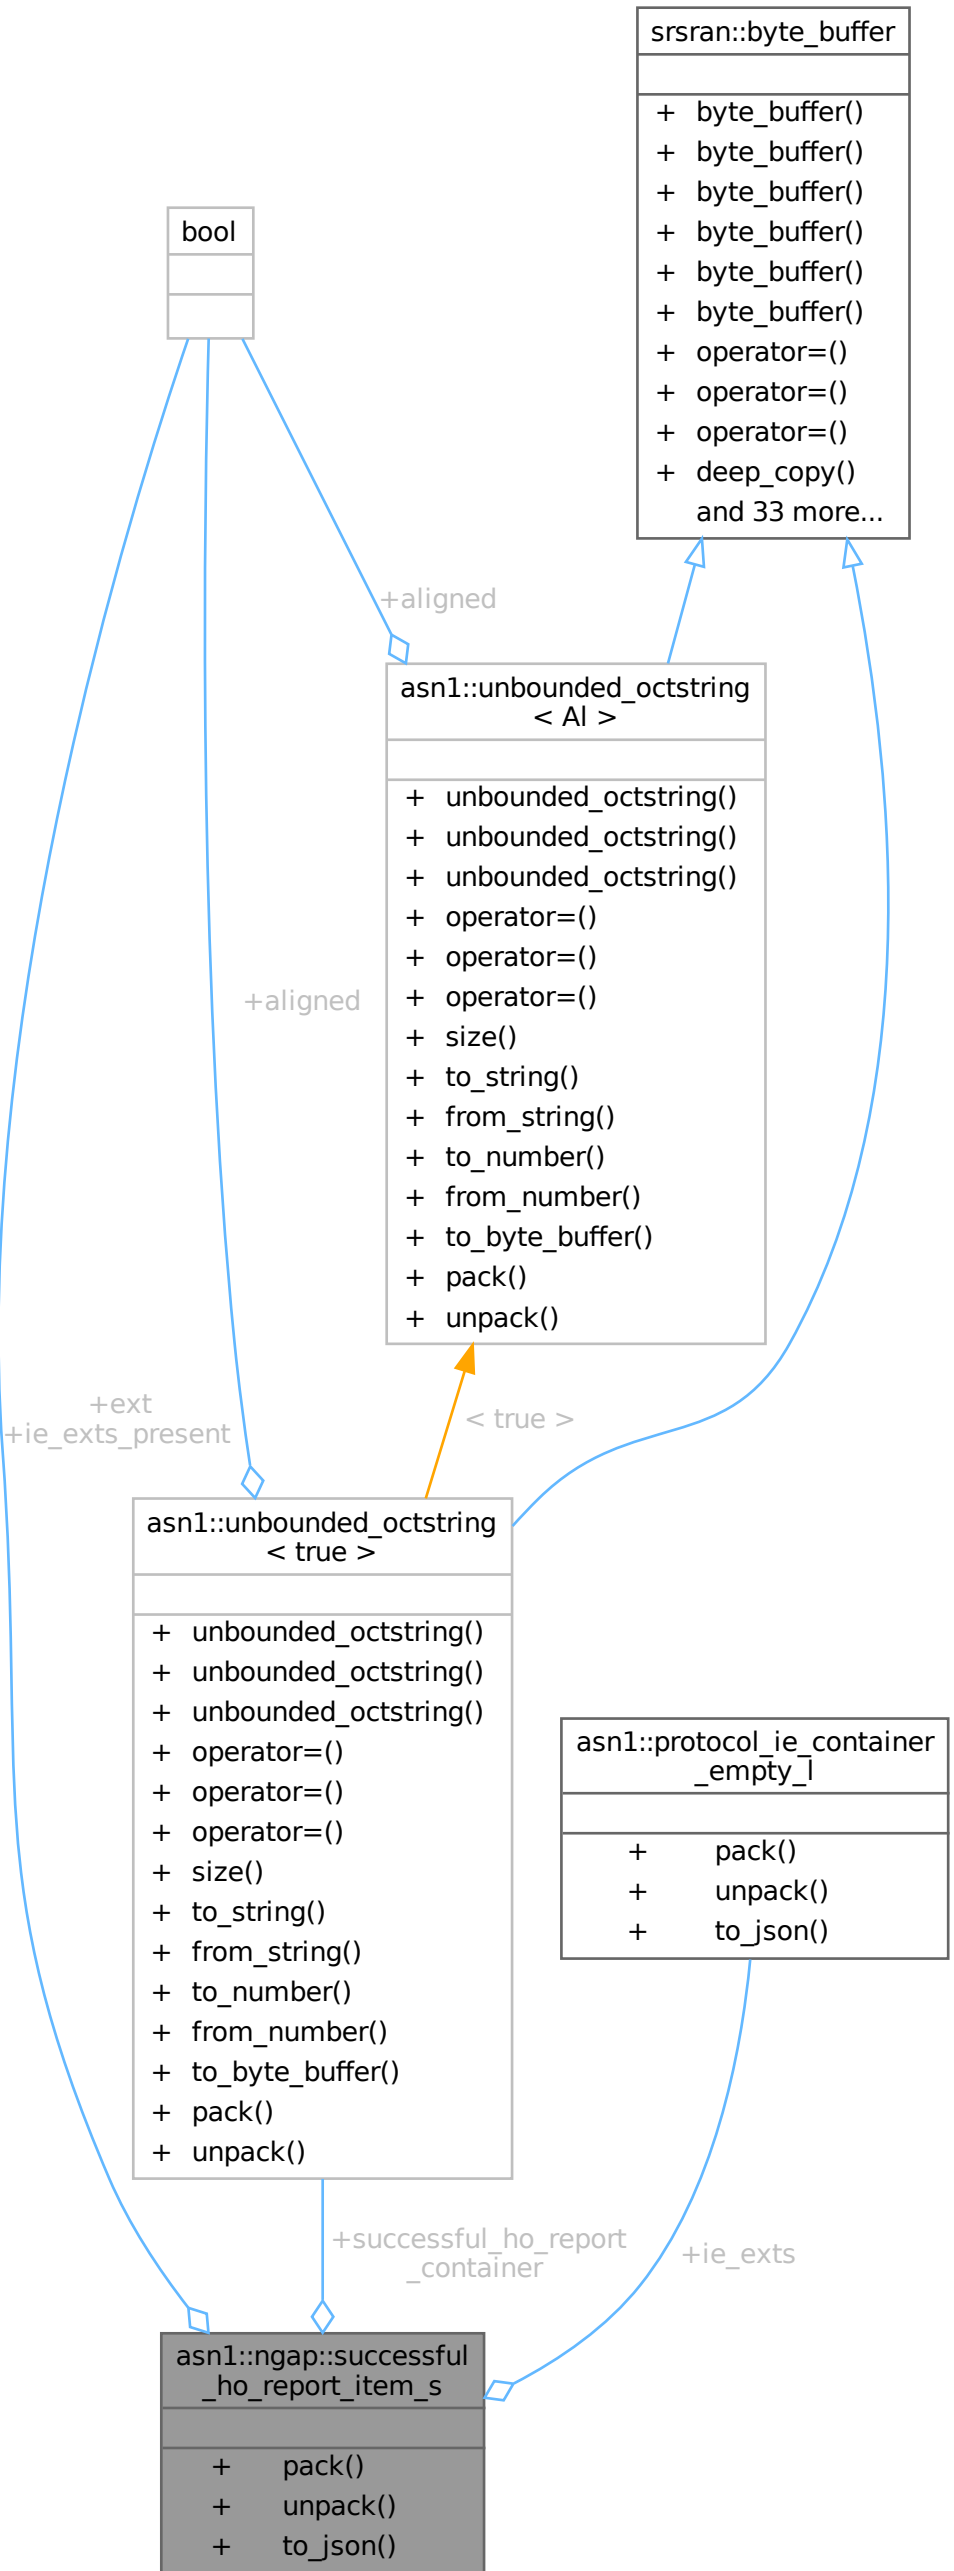 srsran::byte_buffer
+ byte_buffer()
+ byte_buffer()
+ byte_buffer()
+ byte_buffer()
+ byte_buffer()
+ byte_buffer()
+ operator=()
+ operator=()
+ operator=()
+ deep_copy()
and 33 more...
bool
+aligned
asn1::unbounded_octstring
< Al >
+ unbounded_octstring()
+ unbounded_octstring()
+ unbounded_octstring()
+ operator=()
+ operator=()
+ operator=()
+ size()
+ to_string()
+ from_string()
+ to_number()
+ from_number()
+ to_byte_buffer()
+ pack()
+ unpack()
+aligned
+ext
+ie_exts_present
< true >
asn1::unbounded_octstring
< true >
+ unbounded_octstring()
+ unbounded_octstring()
+ unbounded_octstring()
+ operator=()
+ operator=()
+ operator=()
+ size()
+ to_string()
+ from_string()
+ to_number()
+ from_number()
+ to_byte_buffer()
+ pack()
+ unpack()
asn1::protocol_ie_container
_empty_l
+ pack()
+ unpack()
+ to_json()
+successful_ho_report
_container
+ie_exts
asn1::ngap::successful
_ho_report_item_s
+ pack()
+ unpack()
+ to_json()